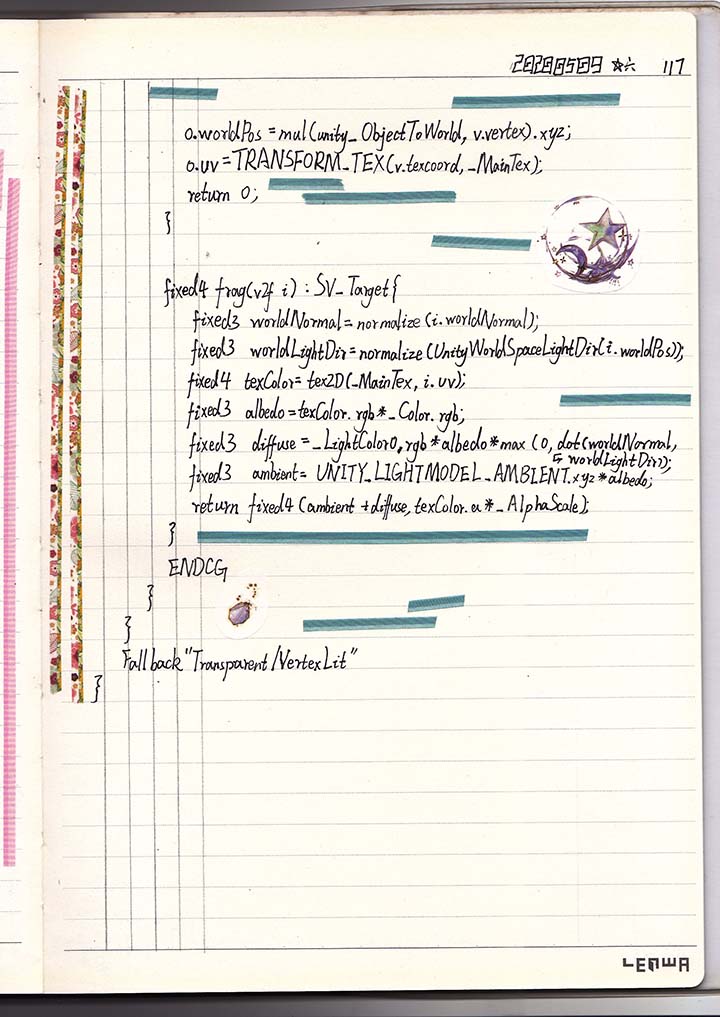 20200509 ☆六 117
o.worldPos = mul(unity_ObjectToWorld, v.vertex).xyz;
o.uv = TRANSFORM_TEX(v.texcoord, _MainTex);
return o;
}
fixed4 frag(v2f i) : SV_Target{
fixed3 worldNormal = normalize(i.worldNormal);
fixed3 worldLightDir = normalize(UnityWorldSpaceLightDir(i.worldPos));
fixed4 texColor = tex2D(_MainTex, i.uv);
fixed3 albedo = texColor.rgb * _Color.rgb;
fixed3 diffuse = _LightColor0.rgb * albedo * max(0, dot(worldNormal,
↳ worldLightDir));
fixed3 ambient = UNITY_LIGHTMODEL_AMBIENT.xyz * albedo;
return fixed4(ambient + diffuse, texColor.a * _AlphaScale);
}
ENDCG
}
}
Fallback "Transparent/VertexLit"
}